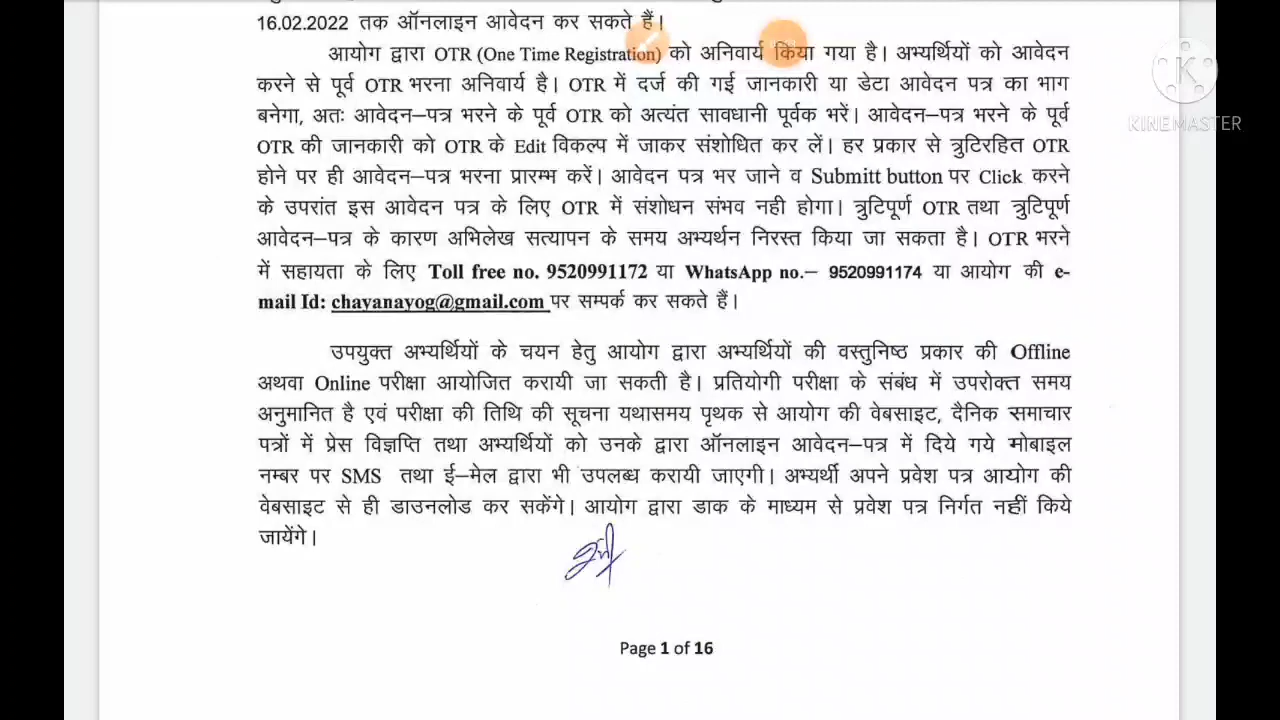 16.02.2022 तक ऑनलाइन आवेदन कर सकते हैं।
आयोग द्वारा OTR (One Time Registration) को अनिवार्य किया गया है। अभ्यर्थियों को आवेदन
करने से पूर्व OTR भरना अनिवार्य है। OTR में दर्ज की गई जानकारी या डेटा आवेदन पत्र का भाग
बनेगा, अतः आवेदन–पत्र भरने के पूर्व OTR को अत्यंत सावधानी पूर्वक भरें। आवेदन–पत्र भरने के पूर्व
OTR की जानकारी को OTR के Edit विकल्प में जाकर संशोधित कर लें। हर प्रकार से त्रुटिरहित OTR
होने पर ही आवेदन–पत्र भरना प्रारम्भ करें। आवेदन पत्र भर जाने व Submitt button पर Click करने
के उपरांत इस आवेदन पत्र के लिए OTR में संशोधन संभव नही होगा। त्रुटिपूर्ण OTR तथा त्रुटिपूर्ण
आवेदन–पत्र के कारण अभिलेख सत्यापन के समय अभ्यर्थन निरस्त किया जा सकता है। OTR भरने
में सहायता के लिए Toll free no. 9520991172 या WhatsApp no.– 9520991174 या आयोग की e-
mail Id: chayanayog@gmail.com पर सम्पर्क कर सकते हैं।
उपयुक्त अभ्यर्थियों के चयन हेतु आयोग द्वारा अभ्यर्थियों की वस्तुनिष्ठ प्रकार की Offline
अथवा Online परीक्षा आयोजित करायी जा सकती है। प्रतियोगी परीक्षा के संबंध में उपरोक्त समय
अनुमानित है एवं परीक्षा की तिथि की सूचना यथासमय पृथक से आयोग की वेबसाइट, दैनिक समाचार
पत्रों में प्रेस विज्ञप्ति तथा अभ्यर्थियों को उनके द्वारा ऑनलाइन आवेदन–पत्र में दिये गये मोबाइल
नम्बर पर SMS तथा ई–मेल द्वारा भी उपलब्ध करायी जाएगी। अभ्यर्थी अपने प्रवेश पत्र आयोग की
वेबसाइट से ही डाउनलोड कर सकेंगे। आयोग द्वारा डाक के माध्यम से प्रवेश पत्र निर्गत नहीं किये
जायेंगे।
Page 1 of 16
K
KINEMASTER